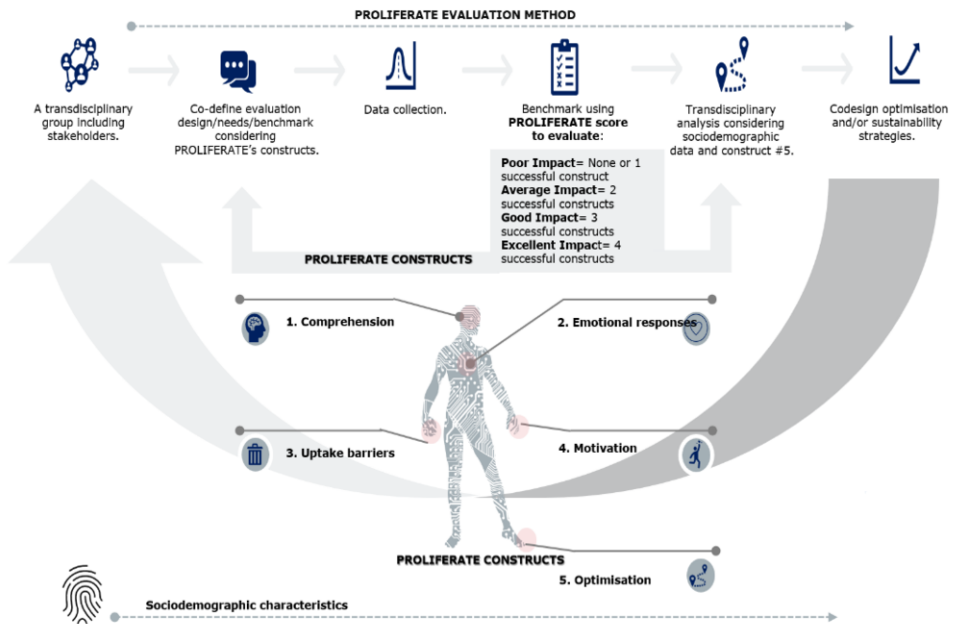 PROLIFERATE EVALUATION METHOD
A transdisciplinary
group including
stakeholders.
Co-define evaluation
design/needs/benchmark
considering
PROLIFERATE's constructs.
Data collection.
Benchmark using
PROLIFERATE score
to evaluate:
Transdisciplinary
analysis considering
sociodemographic
data and construct #5.
Codesign optimisation
and/or sustainability
strategies.
Poor Impact= None or 1
successful construct
Average Impact= 2
successful constructs
Good Impact= 3
successful constructs
Excellent Impact= 4
successful constructs
PROLIFERATE CONSTRUCTS
1. Comprehension
2. Emotional responses
3. Uptake barriers
4. Motivation
PROLIFERATE CONSTRUCTS
5. Optimisation
Sociodemographic characteristics